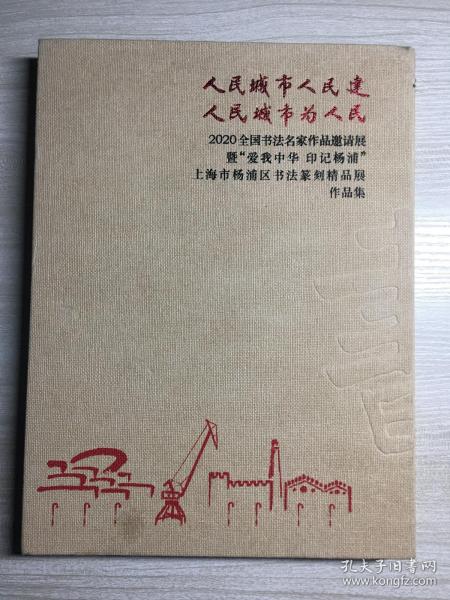 人民城市人民建
人民城市为人民
2020全国书法名家作品邀请展
暨“爱我中华 印记杨浦”
上海市杨浦区书法篆刻精品展
作品集
孔夫子旧书网
www.kongfz.com